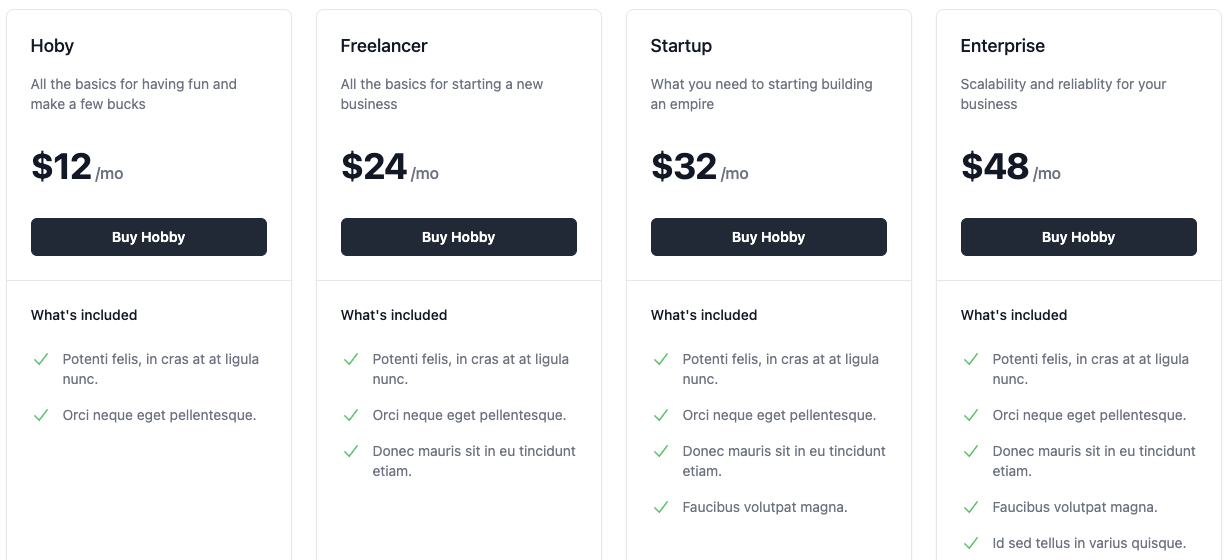 Hoby
All the basics for having fun and
make a few bucks
$12 /mo
Buy Hobby
What's included
Potenti felis, in cras at at ligula
nunc.
Orci neque eget pellentesque.
Freelancer
All the basics for starting a new
business
$24 /mo
Buy Hobby
What's included
Potenti felis, in cras at at ligula
nunc.
Orci neque eget pellentesque.
Donec mauris sit in eu tincidunt
etiam.
Startup
What you need to starting building
an empire
$32 /mo
Buy Hobby
What's included
Potenti felis, in cras at at ligula
nunc.
Orci neque eget pellentesque.
Donec mauris sit in eu tincidunt
etiam.
Faucibus volutpat magna.
Enterprise
Scalability and reliablity for your
business
$48 /mo
Buy Hobby
What's included
Potenti felis, in cras at at ligula
nunc.
Orci neque eget pellentesque.
Donec mauris sit in eu tincidunt
etiam.
Faucibus volutpat magna.
Id sed tellus in varius quisque.